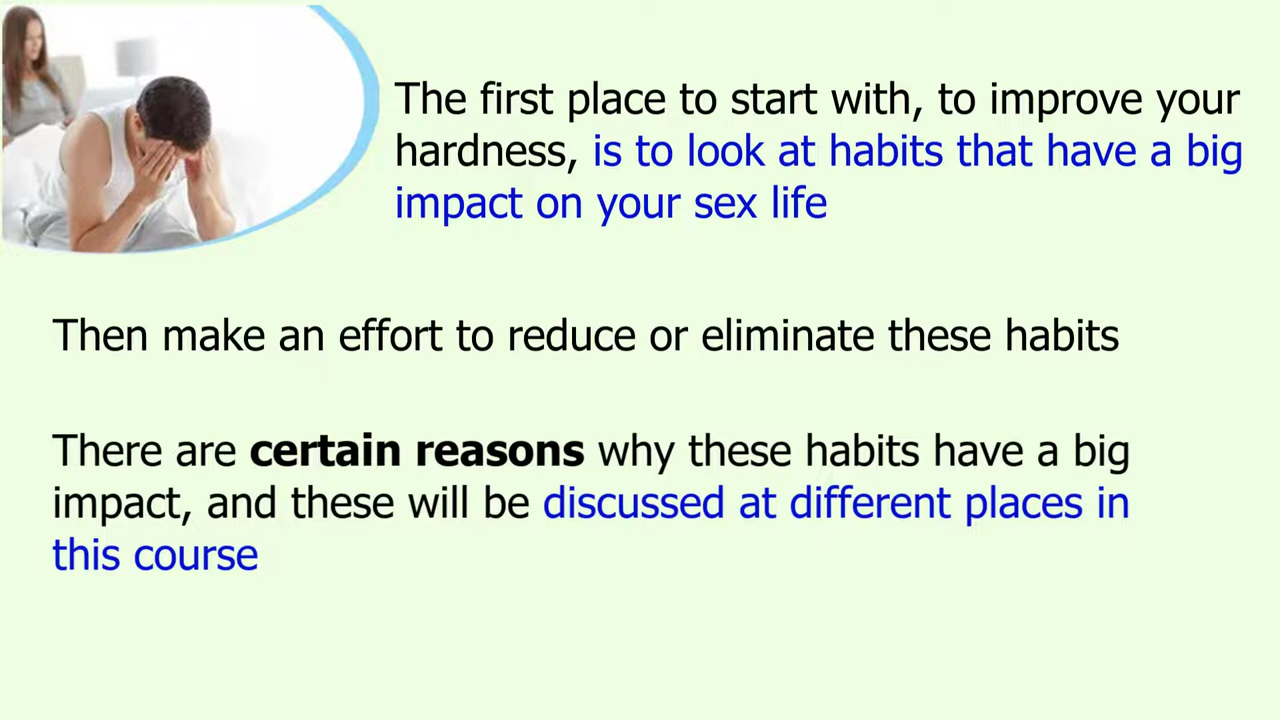 The first place to start with, to improve your
hardness, is to look at habits that have a big
impact on your sex life
Then make an effort to reduce or eliminate these habits
There are certain reasons why these habits have a big
impact, and these will be discussed at different places in
this course